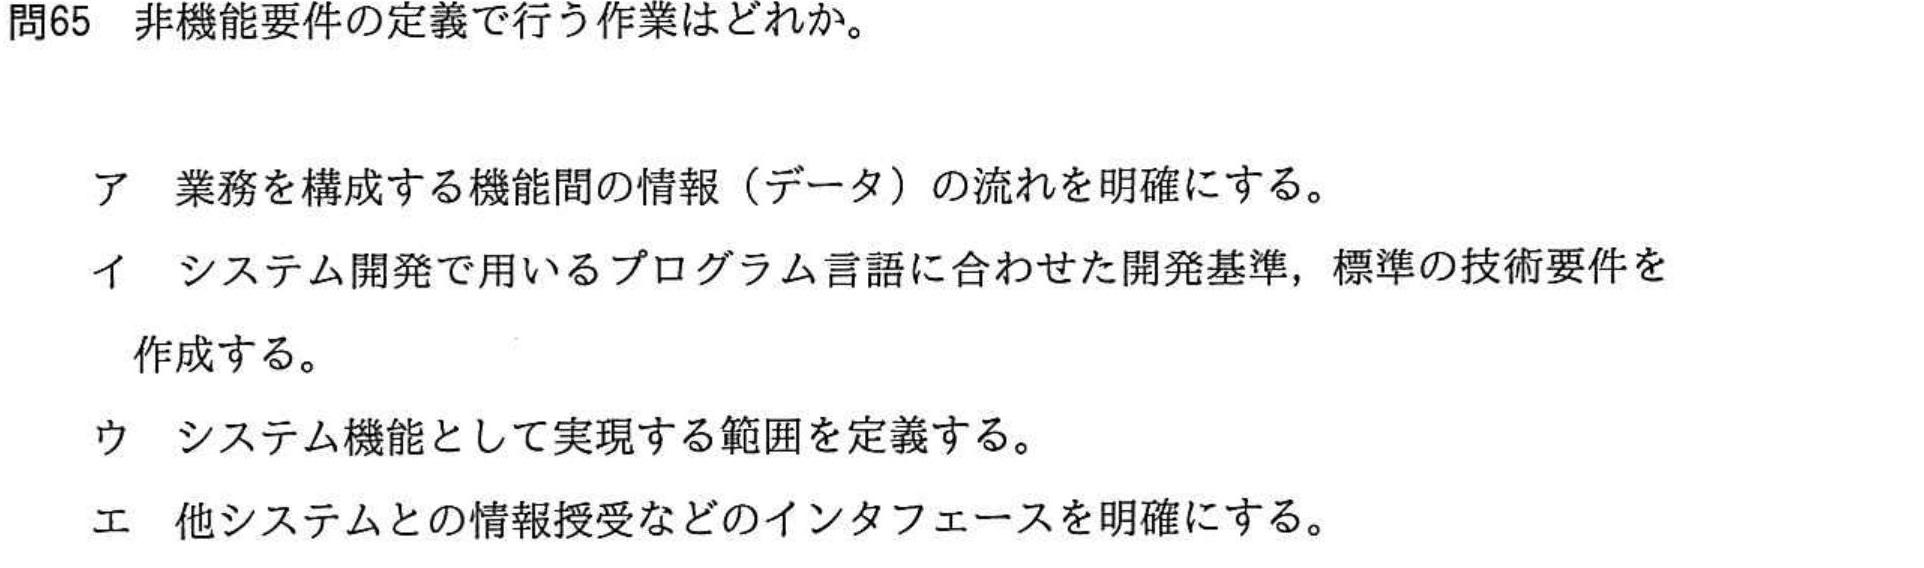 問65 非機能要件の定義で行う作業はどれか。
ア 業務を構成する機能間の情報（データ）の流れを明確にする。
イ システム開発で用いるプログラム言語に合わせた開発基準，標準の技術要件を
作成する。
ウ システム機能として実現する範囲を定義する。
エ 他システムとの情報授受などのインタフェースを明確にする。